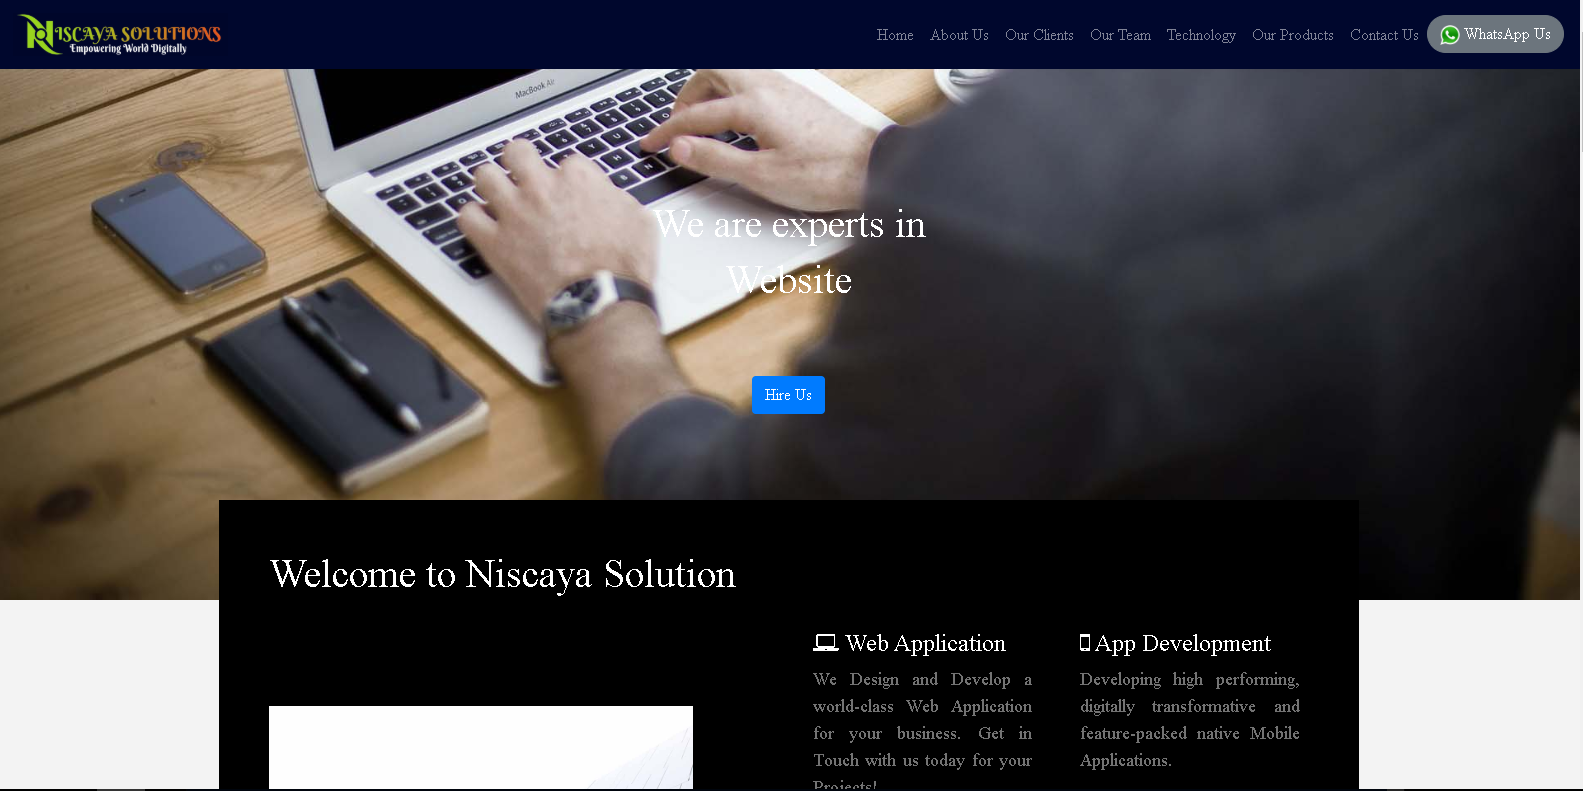 NISCAYA SOLUTIONS
Empowering World Digitally
Home About Us Our Clients Our Team Technology Our Products Contact Us WhatsApp Us
MacBook Air
We are experts in
Website
Hire Us
Welcome to Niscaya Solution
Web Application
We Design and Develop a
world-class Web Application
for your business. Get in
Touch with us today for your
Projects!
App Development
Developing high performing,
digitally transformative and
feature-packed native Mobile
Applications.